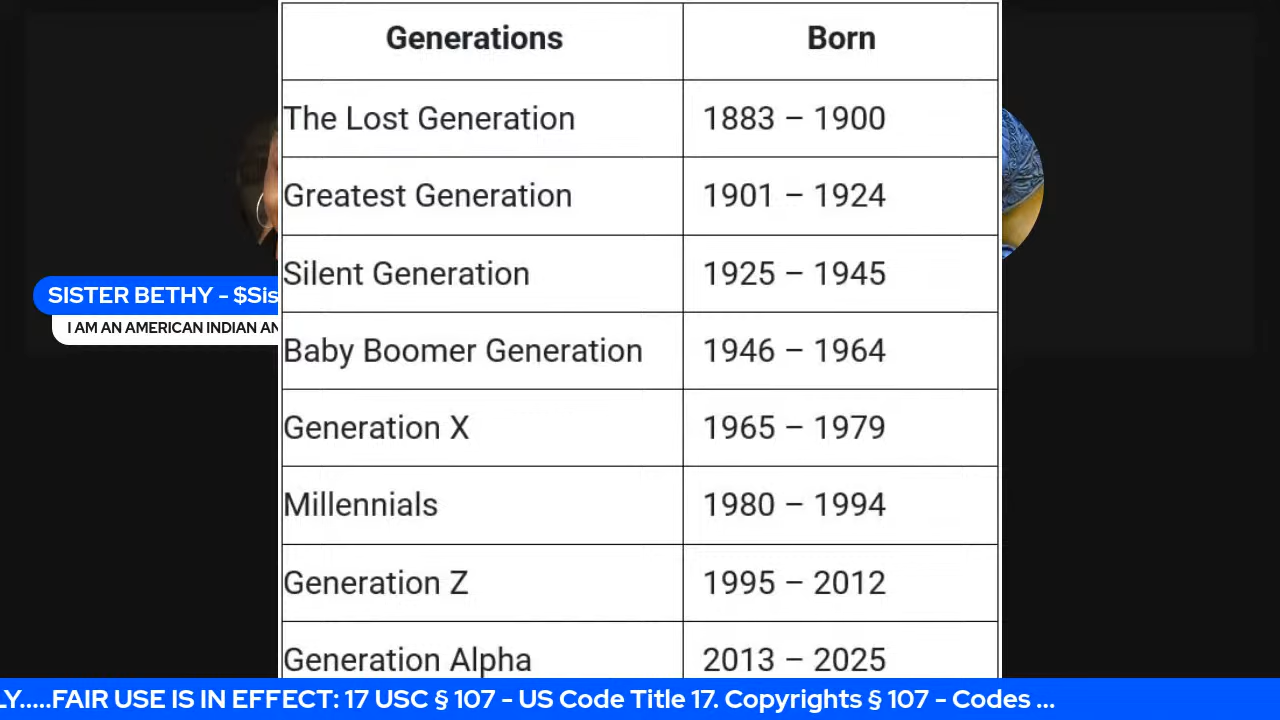 Generations Born
The Lost Generation 1883 – 1900
Greatest Generation 1901 – 1924
Silent Generation 1925 – 1945
SISTER BETHY - $Sis
I AM AN AMERICAN INDIAN AN
Baby Boomer Generation 1946 – 1964
Generation X 1965 – 1979
Millennials 1980 – 1994
Generation Z 1995 – 2012
Generation Alpha 2013 – 2025
LY.....FAIR USE IS IN EFFECT: 17 USC § 107 - US Code Title 17. Copyrights § 107 - Codes ...